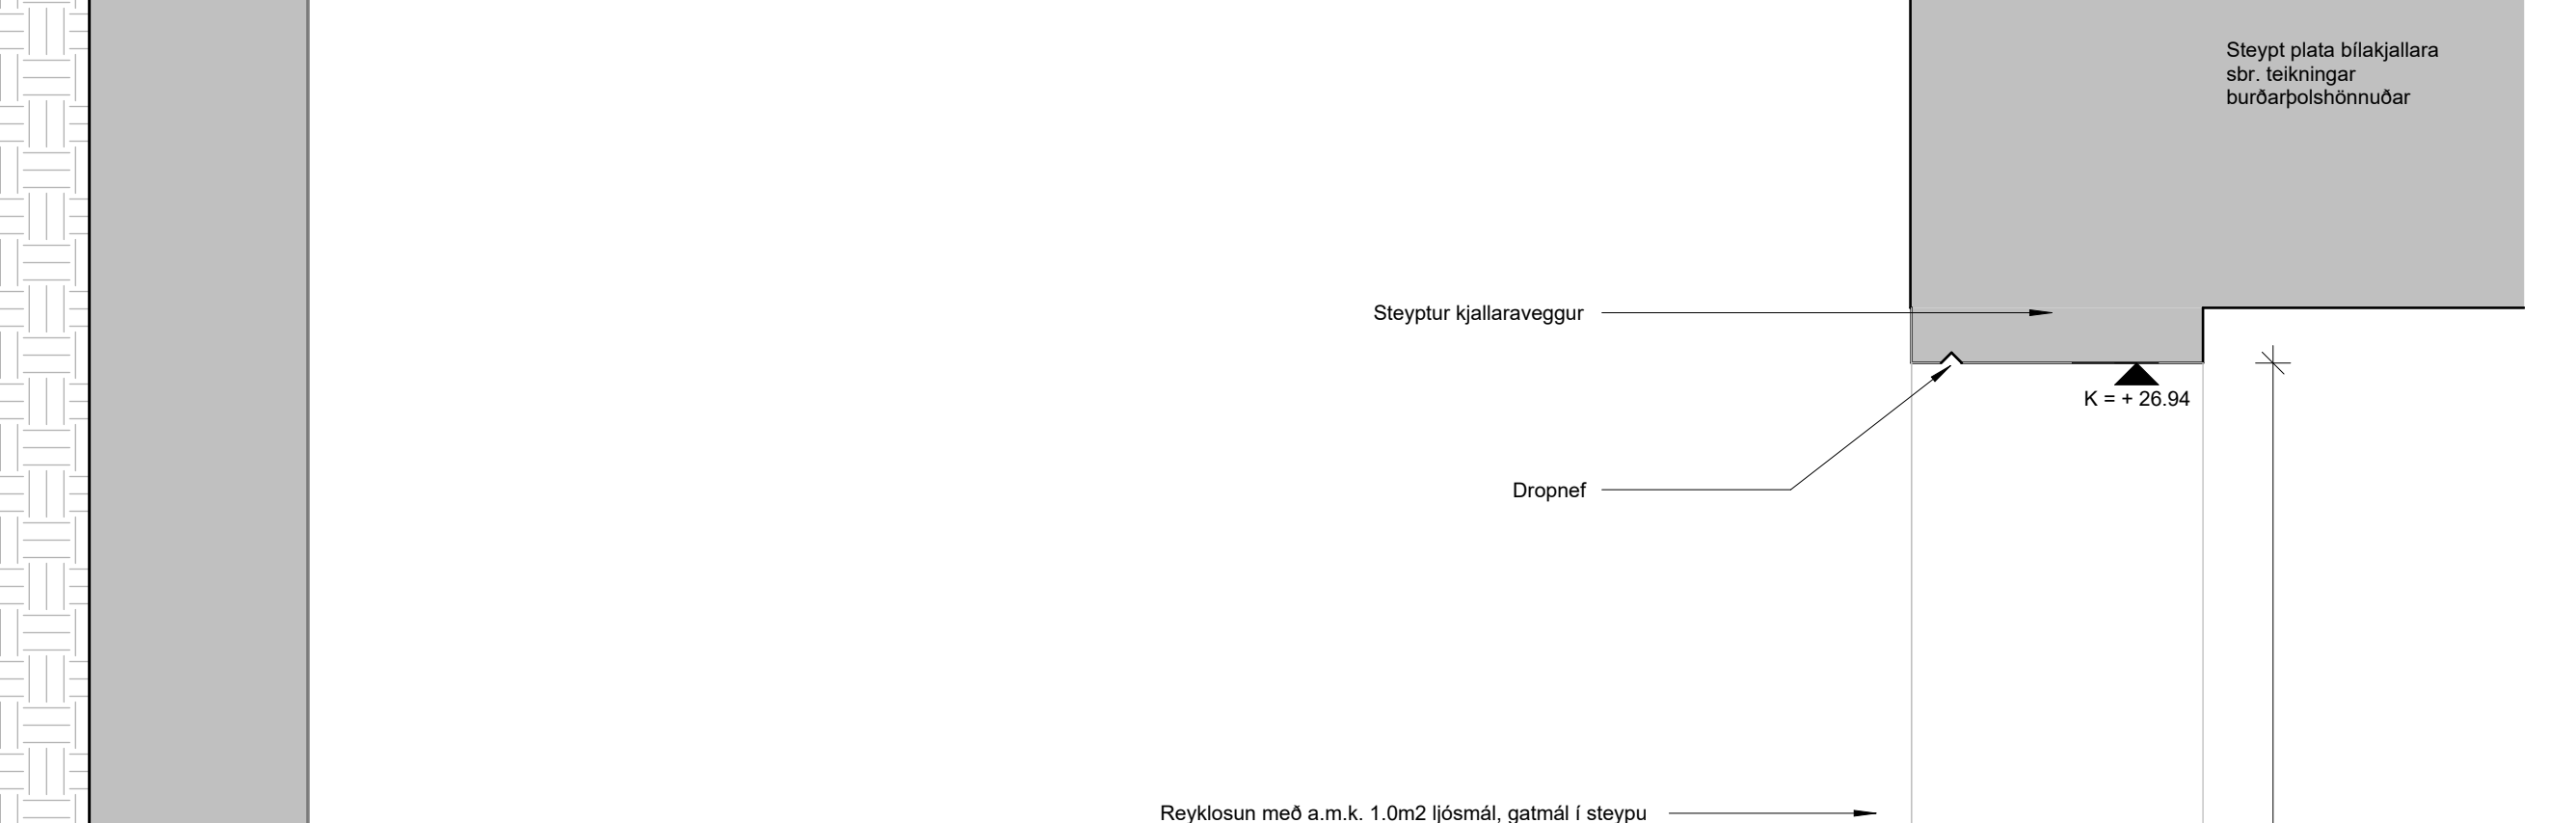 Steypt plata bílakjallara
sbr. teikningar
burðarþolshönnuðar
Steyptur kjallaraveggur
K = + 26.94
Dropnef
Reyklosun með a.m.k. 1.0m2 ljósmál, gatmál í steypu